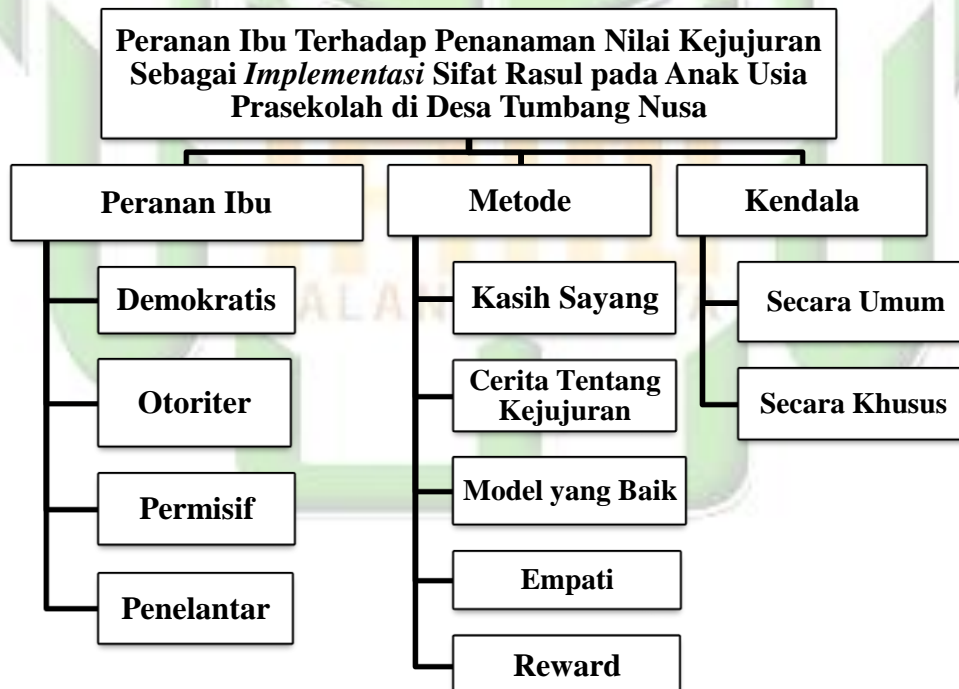 Peranan Ibu Terhadap Penanaman Nilai Kejujuran
Sebagai Implementasi Sifat Rasul pada Anak Usia
Prasekolah di Desa Tumbang Nusa
Peranan Ibu
Demokratis
Otoriter
Permisif
Penelantar
Metode
Kasih Sayang
Cerita Tentang
Kejujuran
Model yang Baik
Empati
Reward
Kendala
Secara Umum
Secara Khusus